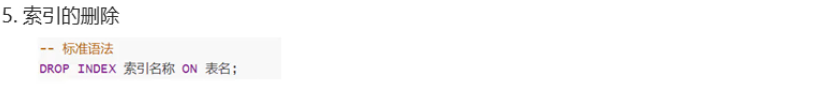 5. 索引的删除
-- 标准语法
DROP INDEX 索引名称 ON 表名;